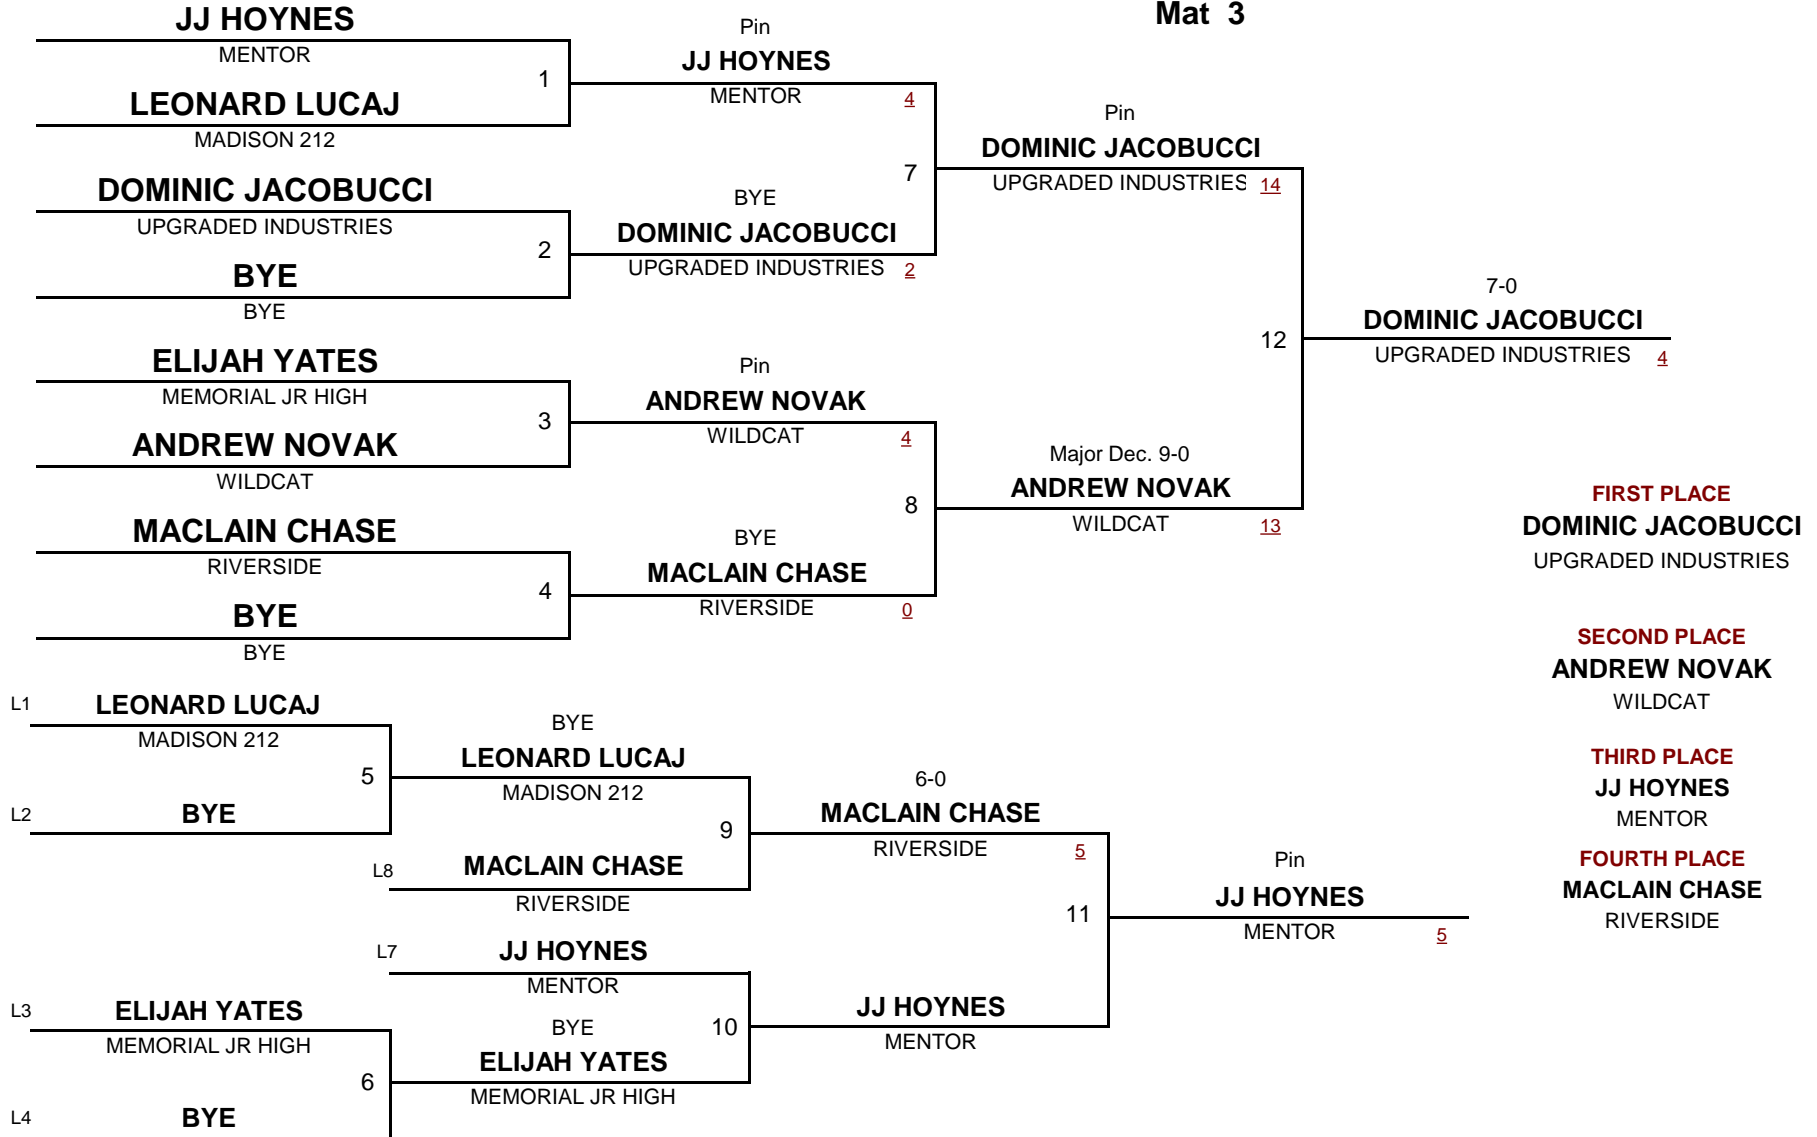 Mat 3
JJ HOYNES
MENTOR
1
LEONARD LUCAJ
MADISON 212
DOMINIC JACOBUCCI
UPGRADED INDUSTRIES
2
BYE
BYE
ELIJAH YATES
MEMORIAL JR HIGH
3
ANDREW NOVAK
WILDCAT
MACLAIN CHASE
RIVERSIDE
4
BYE
BYE
Pin
JJ HOYNES
MENTOR 4
7
BYE
DOMINIC JACOBUCCI
UPGRADED INDUSTRIES 2
Pin
ANDREW NOVAK
WILDCAT 4
8
BYE
MACLAIN CHASE
RIVERSIDE 0
Pin
DOMINIC JACOBUCCI
UPGRADED INDUSTRIES 14
12
Major Dec. 9-0
ANDREW NOVAK
WILDCAT 13
7-0
DOMINIC JACOBUCCI
UPGRADED INDUSTRIES 4
FIRST PLACE
DOMINIC JACOBUCCI
UPGRADED INDUSTRIES
SECOND PLACE
ANDREW NOVAK
WILDCAT
THIRD PLACE
JJ HOYNES
MENTOR
FOURTH PLACE
MACLAIN CHASE
RIVERSIDE
L1 LEONARD LUCAJ
MADISON 212
5
L2 BYE
BYE
LEONARD LUCAJ
MADISON 212
9
L8 MACLAIN CHASE
RIVERSIDE
L7 JJ HOYNES
MENTOR
10
BYE
ELIJAH YATES
MEMORIAL JR HIGH
L3 ELIJAH YATES
MEMORIAL JR HIGH
6
L4 BYE
6-0
MACLAIN CHASE
RIVERSIDE 5
11
JJ HOYNES
MENTOR
Pin
JJ HOYNES
MENTOR 5